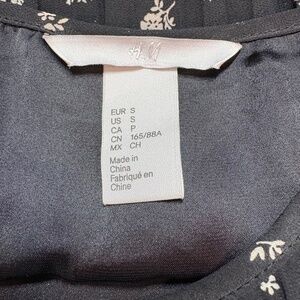 H&M
EUR S
US S
CA P
CN 165/88A
MX CH
Made in
China
Fabriqué en
Chine